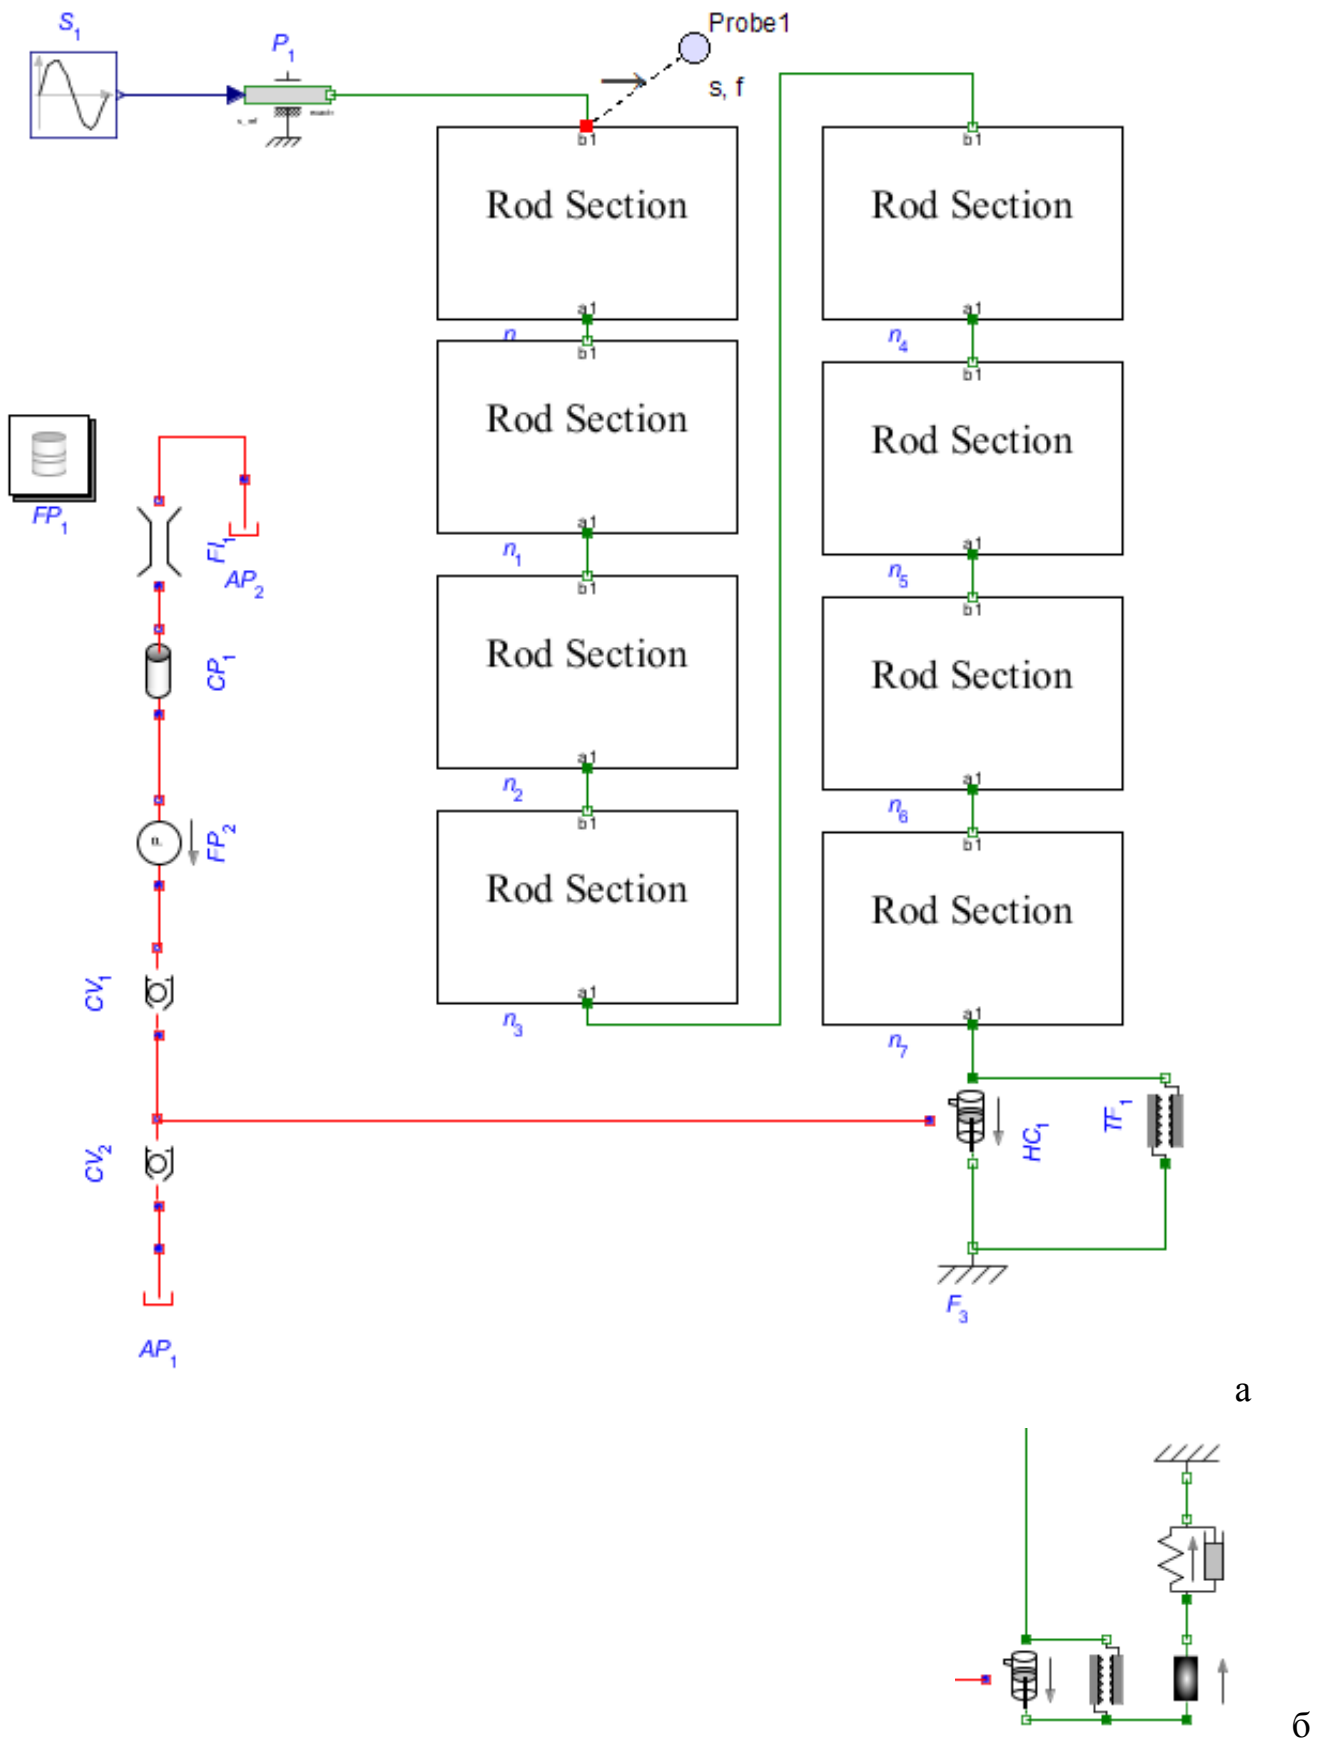 S1
P1
Probe1
s, f
b1
Rod Section
a1
n
b1
Rod Section
a1
n1
b1
Rod Section
a1
n2
b1
Rod Section
a1
n3
b1
Rod Section
a1
n4
b1
Rod Section
a1
n5
b1
Rod Section
a1
n6
b1
Rod Section
a1
n7
FP1
FI1
AP2
CP1
FP2
CV1
CV2
AP1
HC1
TF1
F3
а
б